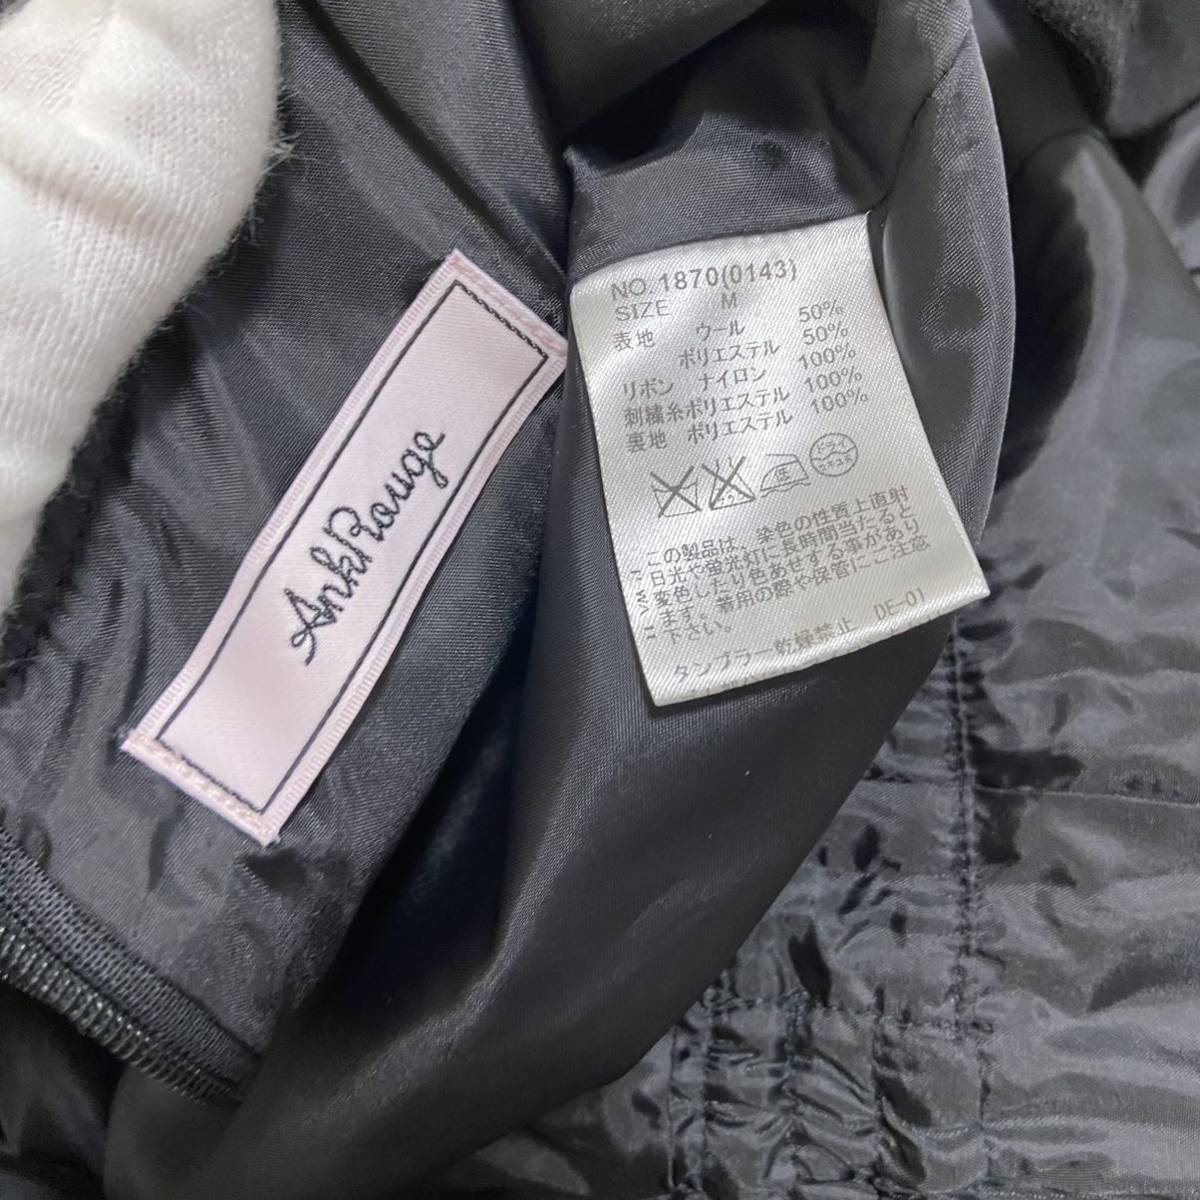 AnkRouge
NO. 1870(0143)
SIZE M
表地 ウール 50%
ポリエステル 50%
リボン ナイロン 100%
刺繍糸ポリエステル 100%
裏地 ポリエステル 100%
この製品は、染色の性質上直射
日光や蛍光灯に長時間当たると
変色したり色あせする事があり
ます。着用の際や保管にご注意
下さい。
タンブラー乾燥禁止 DE-01